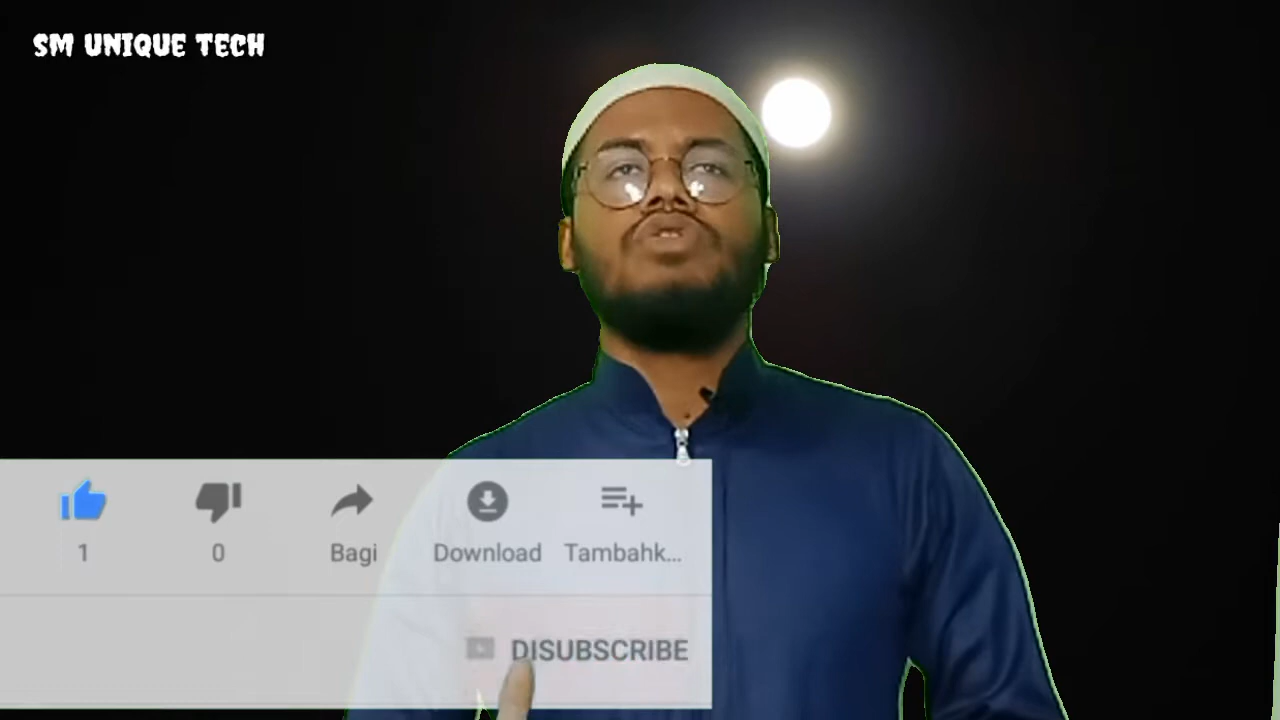 SM UNIQUE TECH
1
0
Bagi
Download
Tambahk...
DISUBSCRIBE